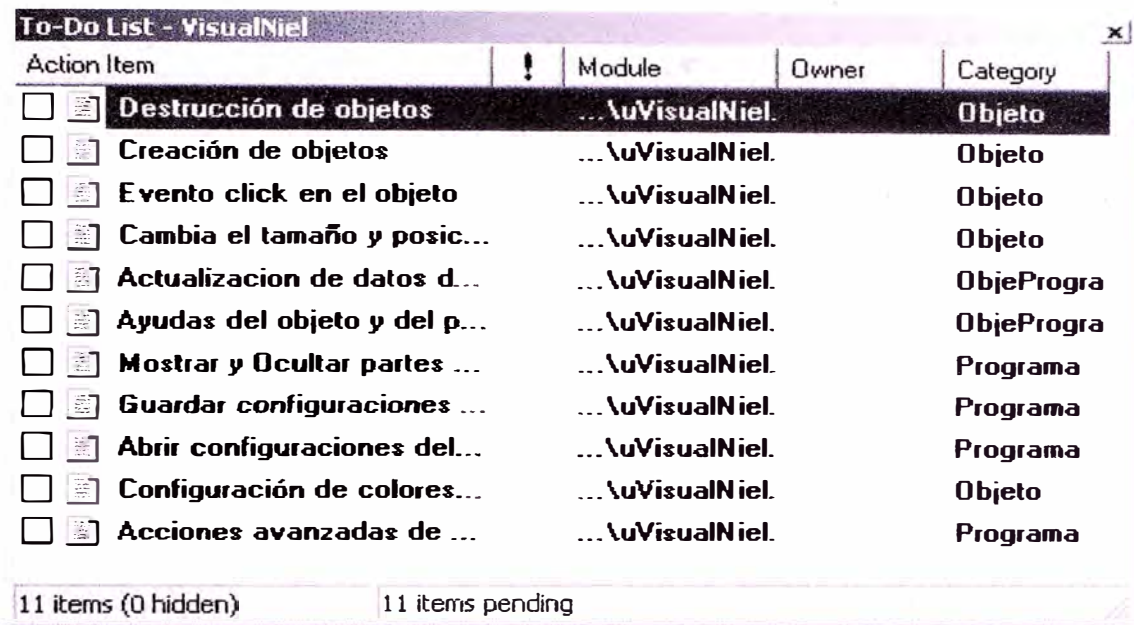 To-Do List - VisualNiel
Action Item ! Module Owner Category
Destrucción de objetos ...\uVisualNiel. Objeto
Creación de objetos ...\uVisualNiel. Objeto
Evento click en el objeto ...\uVisualNiel. Objeto
Cambia el tamaño y posic... ...\uVisualNiel. Objeto
Actualizacion de datos d... ...\uVisualNiel. ObjeProgra
Ayudas del objeto y del p... ...\uVisualNiel. ObjeProgra
Mostrar y Ocultar partes ... ...\uVisualNiel. Programa
Guardar configuraciones ... ...\uVisualNiel. Programa
Abrir configuraciones del... ...\uVisualNiel. Programa
Configuración de colores... ...\uVisualNiel. Objeto
Acciones avanzadas de ... ...\uVisualNiel. Programa
11 items (0 hidden) 11 items pending